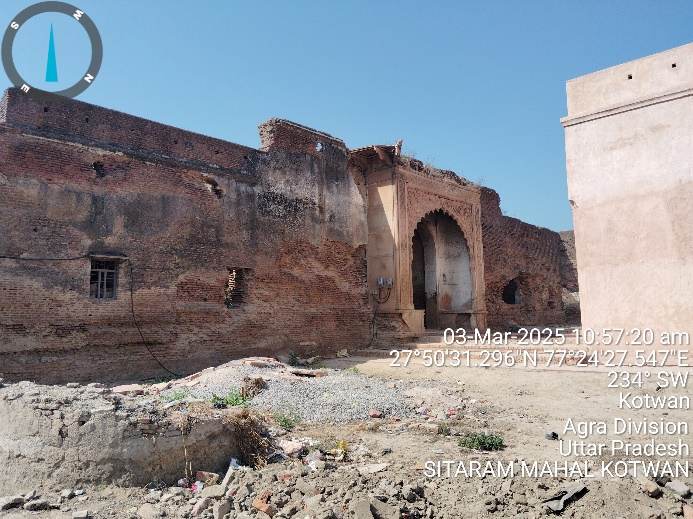 S
W
N
E
03-Mar-2025 10:57:20 am
27°50'31.296"N 77°24'27.547"E
234° SW
Kotwan
Agra Division
Uttar Pradesh
SITARAM MAHAL KOTWAN